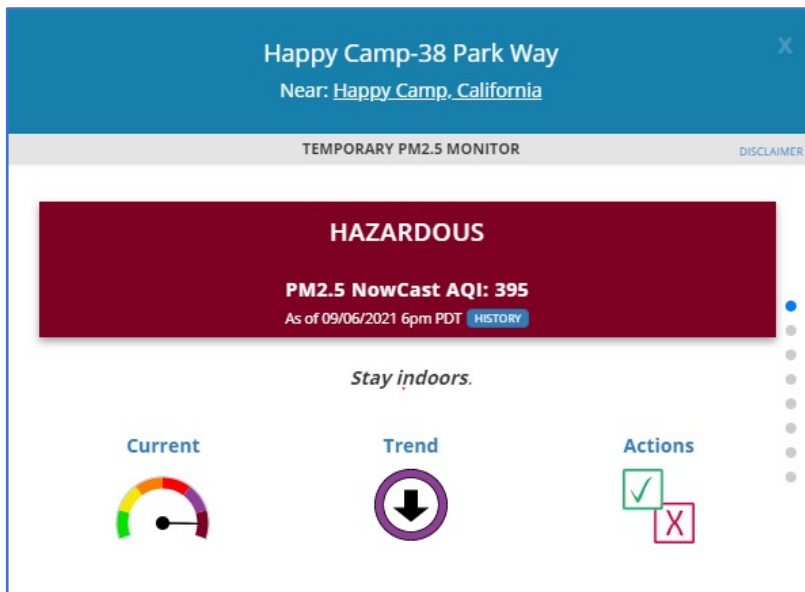 Happy Camp-38 Park Way
X
Near: Happy Camp, California
TEMPORARY PM2.5 MONITOR
DISCLAIMER
HAZARDOUS
PM2.5 NowCast AQI: 395
As of 09/06/2021 6pm PDT HISTORY
Stay indoors.
Current
Trend
Actions
X